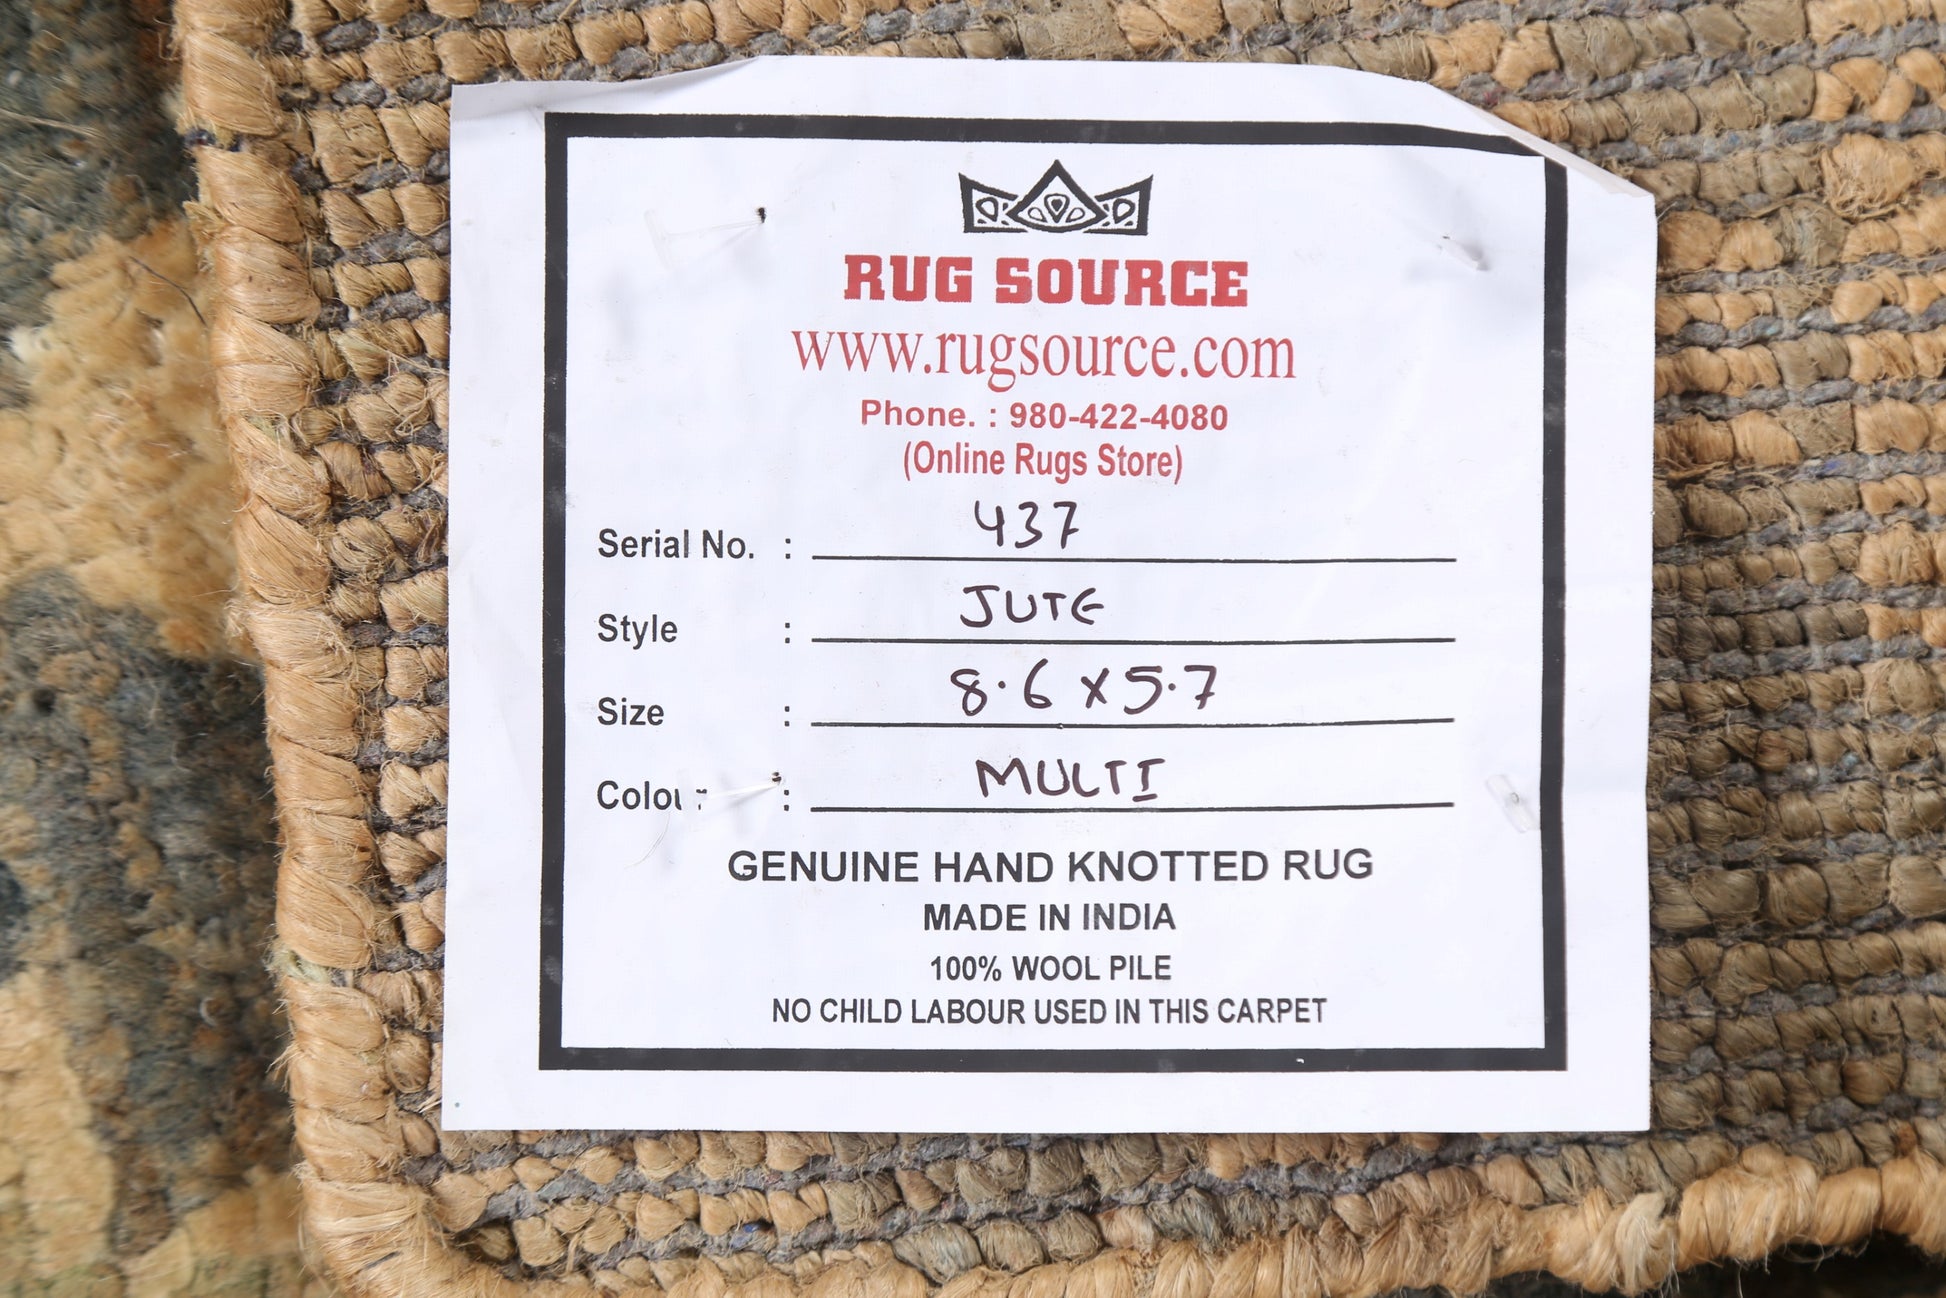 RUG SOURCE
www.rugsource.com
Phone. : 980-422-4080
(Online Rugs Store)
Serial No. : 437
Style : JUTE
Size : 8.6 x 5.7
Colour : MULTI
GENUINE HAND KNOTTED RUG
MADE IN INDIA
100% WOOL PILE
NO CHILD LABOUR USED IN THIS CARPET